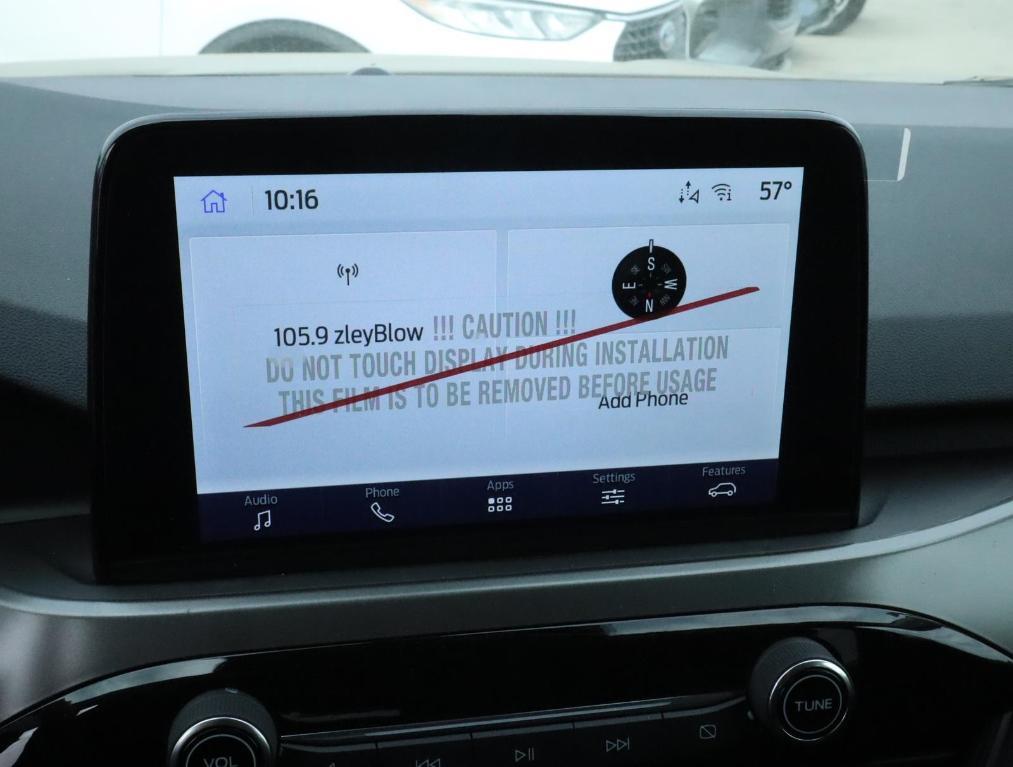 10:16
57°
S
E
W
N
105.9 zleyBlow
!!! CAUTION !!!
DO NOT TOUCH DISPLAY DURING INSTALLATION
THIS FILM IS TO BE REMOVED BEFORE USAGE
Add Phone
Audio
Phone
Apps
Settings
Features
TUNE
VOL